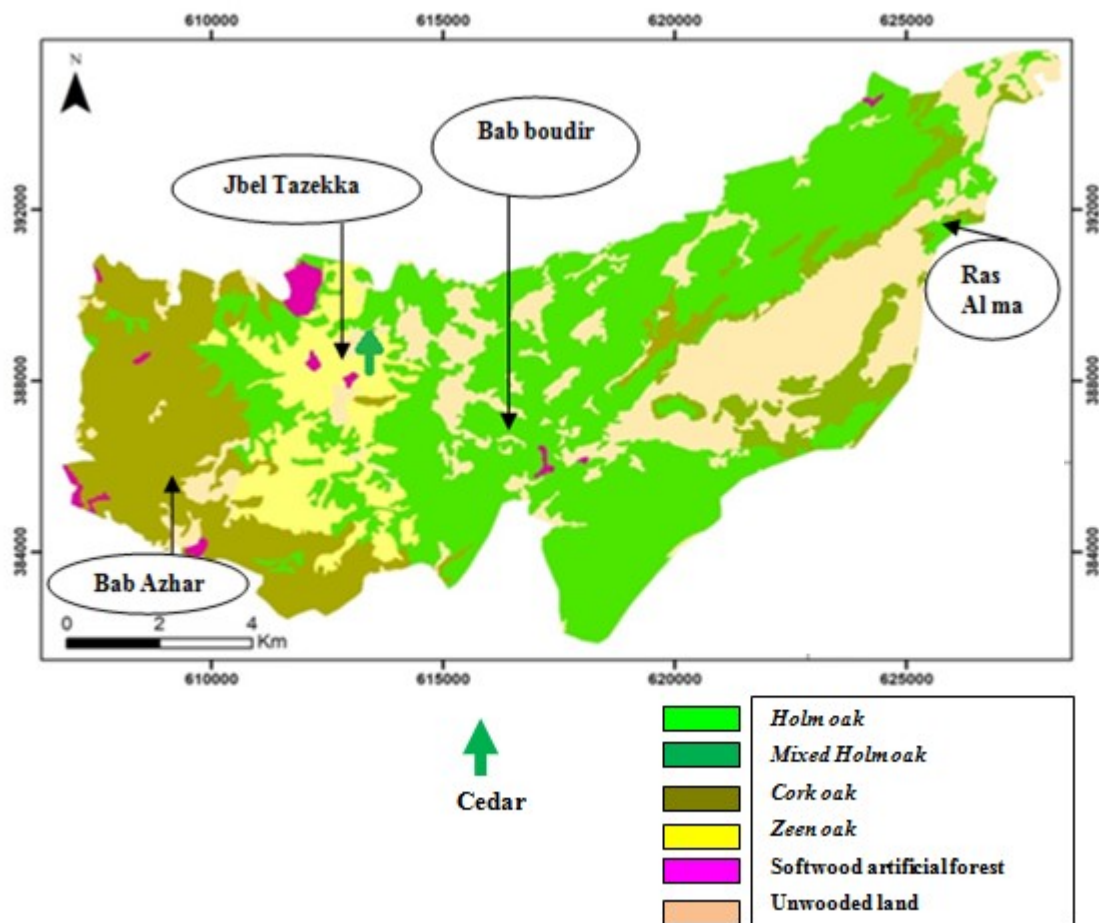 610000 615000 620000 625000
N
Bab boudir
Jbel Tazekka
392000 392000
Ras
Al ma
388000 388000
384000 384000
Bab Azhar
0 2 4
Km
610000 615000 620000 625000
Cedar
Holm oak
Mixed Holm oak
Cork oak
Zeen oak
Softwood artificial forest
Unwooded land